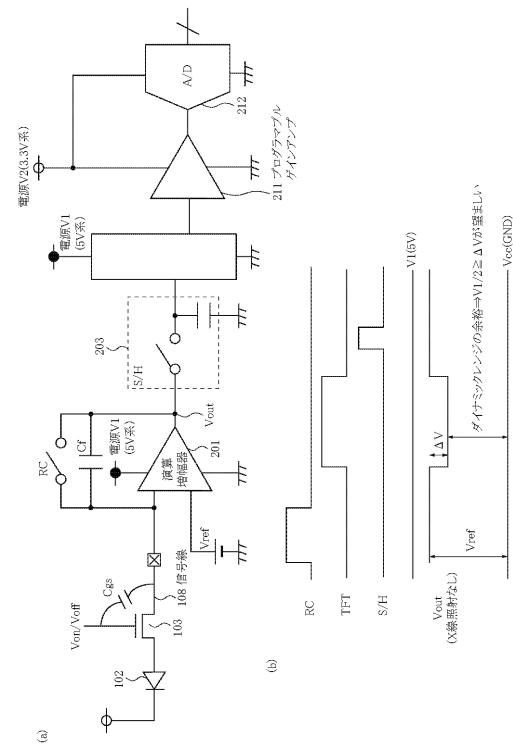 (a)
Von/Voff
Cgs
102
103
108 信号線
RC
Cf
電源V1
(5V系)
演算
増幅器
201
Vref
Vout
S/H
203
電源V1
(5V系)
電源V2(3.3V系)
211 プログラマブル
ゲインアンプ
A/D
212
(b)
RC
TFT
S/H
V1(5V)
Vout
(X線照射なし)
Vref
ΔV
ダイナミックレンジの余裕⇒V1/2≧ΔVが望ましい
Vcc(GND)